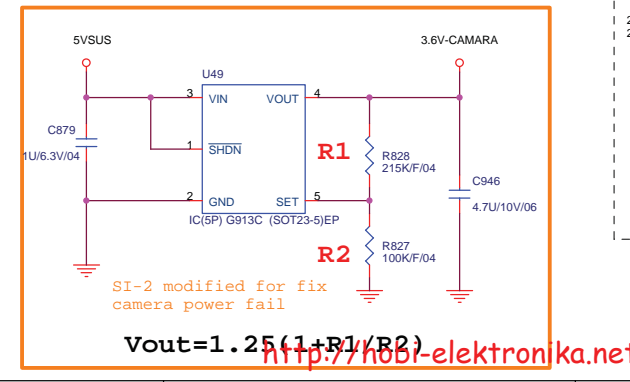 5VSUS
3.6V-CAMARA
U49
3
VIN
VOUT
4
C879
1U/6.3V/04
1
SHDN
R1
R828
215K/F/04
2
GND
SET
5
C946
4.7U/10V/06
IC(5P) G913C (SOT23-5)EP
R2
R827
100K/F/04
SI-2 modified for fix
camera power fail
Vout=1.25(1+R1/R2)
http://hobi-elektronika.net